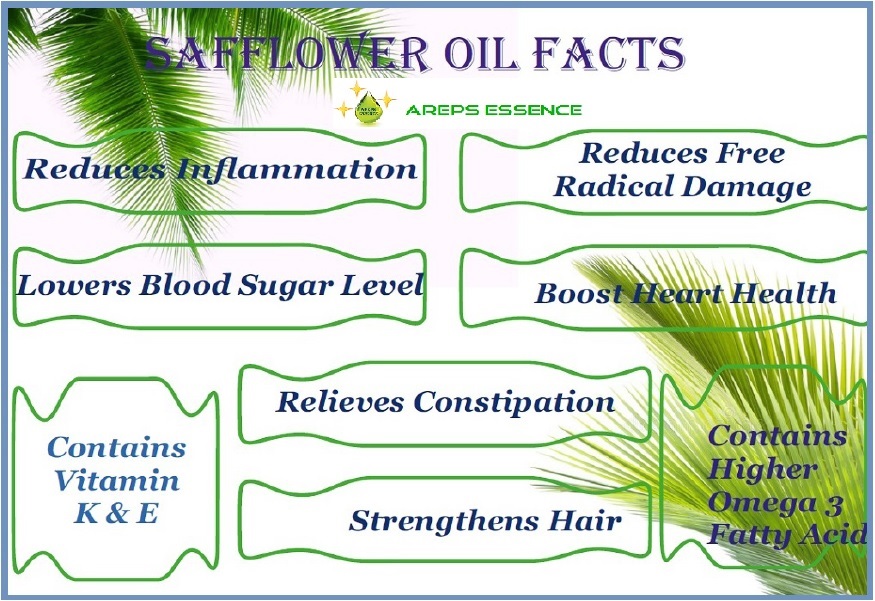 SAFFLOWER OIL FACTS
AREPS ESSENCE
Reduces Inflammation
Reduces Free
Radical Damage
Lowers Blood Sugar Level
Boost Heart Health
Relieves Constipation
Contains
Vitamin
K & E
Strengthens Hair
Contains
Higher
Omega 3
Fatty Acid